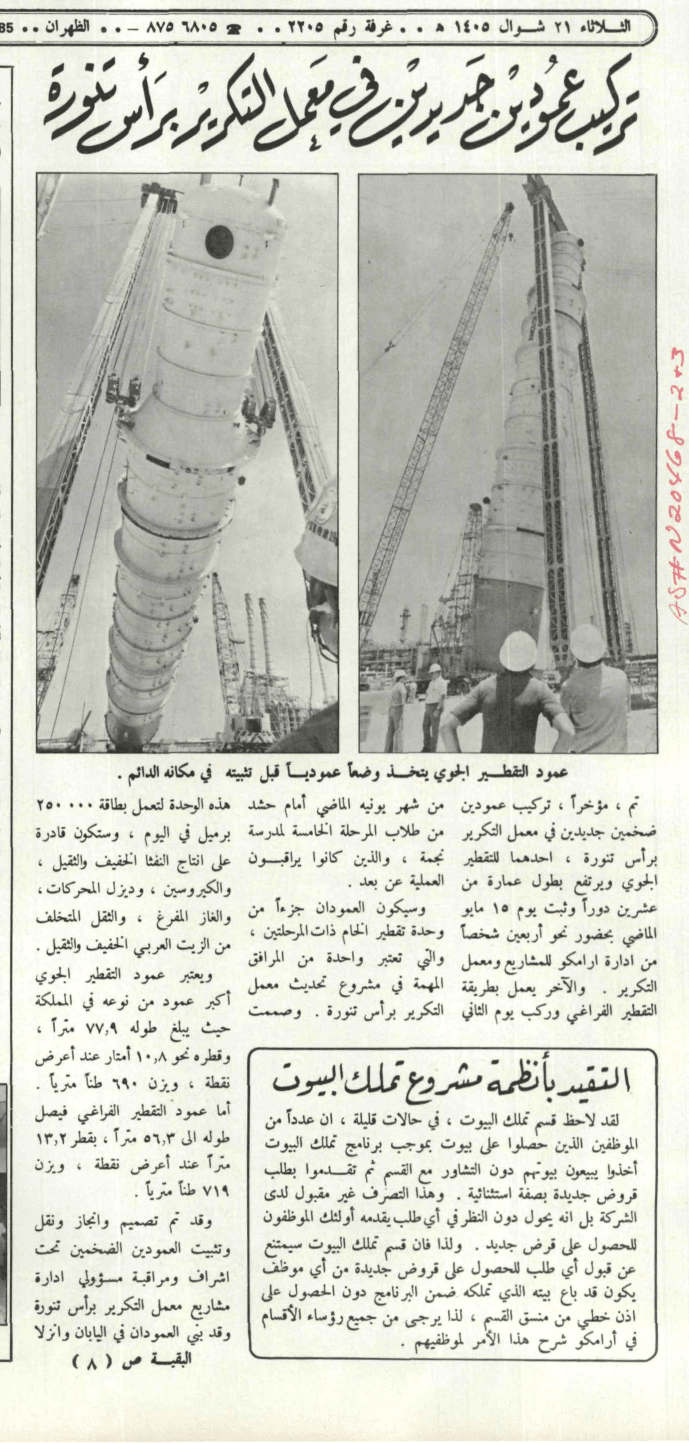 الثلاثاء ٢١ شوال ١٤٠٥ ه . . غرفة رقم ٢٢٠٥ . . ☎ ٦٨٠٥ ٨٧٥ – . . الظهران . . 85
تركيب عمودين جديدين في معمل التكرير برأس تنورة
AS#N20468-2+3
عمود التقطير الجوي يتخذ وضعاً عمودياً قبل تثبيته في مكانه الدائم .
تم ، مؤخراً ، تركيب عمودين
ضخمين جديدين في معمل التكرير
برأس تنورة ، احدهما للتقطير
الجوي ويرتفع بطول عمارة من
عشرين دوراً وثبت يوم ١٥ مايو
الماضي بحضور نحو أربعين شخصاً
من ادارة ارامكو للمشاريع ومعمل
التكرير . والآخر يعمل بطريقة
التقطير الفراغي وركب يوم الثاني
من شهر يونيه الماضي أمام حشد
من طلاب المرحلة الخامسة لمدرسة
نجمة ، والذين كانوا يراقبون
العملية عن بعد .
وسيكون العمودان جزءاً من
وحدة تقطير الخام ذات المرحلتين ،
والتي تعتبر واحدة من المرافق
المهمة في مشروع تحديث معمل
التكرير برأس تنورة . وصممت
هذه الوحدة لتعمل بطاقة ٢٥٠ ٠٠٠
برميل في اليوم ، وستكون قادرة
على انتاج النفثا الخفيف والثقيل ،
والكيروسين ، وديزل المحركات ،
والغاز المفرغ ، والثقل المتخلف
من الزيت العربي الخفيف والثقيل .
ويعتبر عمود التقطير الجوي
أكبر عمود من نوعه في المملكة
حيث يبلغ طوله ٧٧,٩ متراً ،
وقطره نحو ١٠,٨ أمتار عند أعرض
نقطة ، ويزن ٦٩٠ طناً مترياً .
أما عمود التقطير الفراغي فيصل
طوله الى ٥٦,٣ متراً ، بقطر ١٣,٢
متراً عند أعرض نقطة ، ويزن
٧١٩ طناً مترياً .
وقد تم تصميم وانجاز ونقل
وتثبيت العمودين الضخمين تحت
اشراف ومراقبة مسؤولي ادارة
مشاريع معمل التكرير برأس تنورة
وقد بني العمودان في اليابان وانزلا
البقية ص ( ٨ )
التقيد بأنظمة مشروع تملك البيوت
لقد لاحظ قسم تملك البيوت ، في حالات قليلة ، ان عدداً من
الموظفين الذين حصلوا على بيوت بموجب برنامج تملك البيوت
أخذوا يبيعون بيوتهم دون التشاور مع القسم ثم تقدموا بطلب
قروض جديدة بصفة استثنائية . وهذا التصرف غير مقبول لدى
الشركة بل انه يحول دون النظر في أي طلب يقدمه أولئك الموظفون
للحصول على قرض جديد . ولذا فان قسم تملك البيوت سيمتنع
عن قبول أي طلب للحصول على قروض جديدة من أي موظف
يكون قد باع بيته الذي تملكه ضمن البرنامج دون الحصول على
اذن خطي من منسق القسم ، لذا يرجى من جميع رؤساء الأقسام
في أرامكو شرح هذا الأمر لموظفيهم .